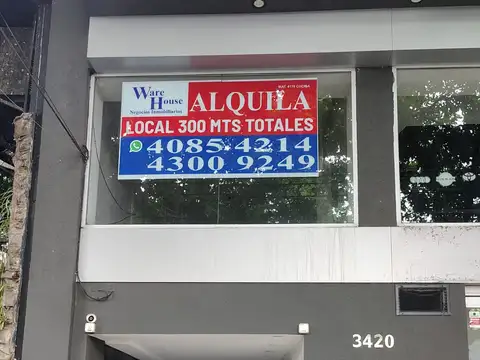 Ware
House
Negocios Inmobiliarios
ALQUILA
LOCAL 300 MTS TOTALES
4085 4214
4300 9249
3420